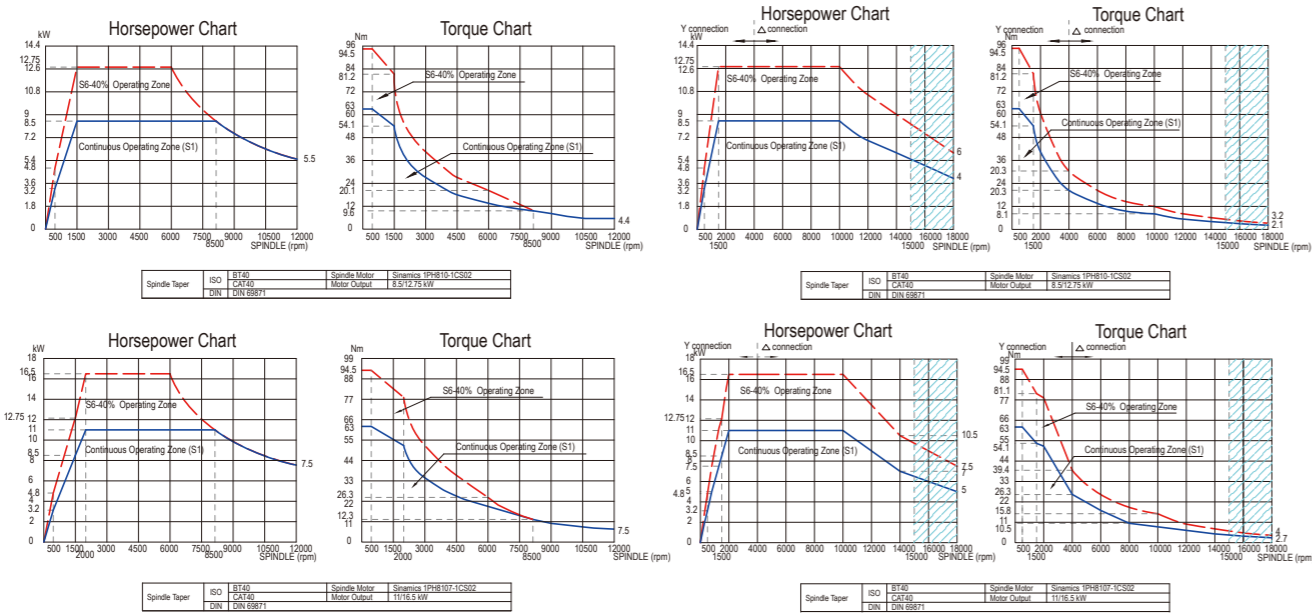 Horsepower Chart
kW
14.4
12.75
12.6
10.8
9
8.5
7.2
5.4
4.8
3.6
3.2
1.8
0
S6-40% Operating Zone
Continuous Operating Zone (S1)
5.5
500 1500 3000 4500 6000 7500 9000 10500 12000
8500 SPINDLE (rpm)
Torque Chart
Nm
96
94.5
84
81.2
72
63
60
54.1
48
36
24
20.1
12
9.6
0
S6-40% Operating Zone
Continuous Operating Zone (S1)
4.4
500 1500 3000 4500 6000 7500 9000 10500 12000
8500 SPINDLE (rpm)
Spindle Taper ISO BT40 Spindle Motor Sinamics 1PH810-1CS02
CAT40 Motor Output 8.5/12.75 kW
DIN DIN 69871
Horsepower Chart
Y connection △ connection
kW
14.4
12.75
12.6
10.8
9
8.5
7.2
5.4
4.8
3.6
3.2
1.8
0
S6-40% Operating Zone
Continuous Operating Zone (S1)
6
4
500 2000 4000 6000 8000 10000 12000 14000 16000 18000
1500 15000 SPINDLE (rpm)
Torque Chart
Y connection △ connection
Nm
96
94.5
84
81.2
72
63
60
54.1
48
36
24
20.3
12
8.1
0
S6-40% Operating Zone
Continuous Operating Zone (S1)
3.2
2.1
500 2000 4000 6000 8000 10000 12000 14000 16000 18000
1500 15000 SPINDLE (rpm)
Spindle Taper ISO BT40 Spindle Motor Sinamics 1PH810-1CS02
CAT40 Motor Output 8.5/12.75 kW
DIN DIN 69871
Horsepower Chart
kW
18
16.5
16
14
12.75
12
11
10
8.5
8
6
4.8
4
3.2
2
0
S6-40% Operating Zone
Continuous Operating Zone (S1)
7.5
500 1500 3000 4500 6000 7500 9000 10500 12000
2000 8500 SPINDLE (rpm)
Torque Chart
Nm
99
94.5
88
77
66
63
55
44
33
26.3
22
12.3
11
0
S6-40% Operating Zone
Continuous Operating Zone (S1)
7.5
500 1500 3000 4500 6000 7500 9000 10500 12000
2000 8500 SPINDLE (rpm)
Spindle Taper ISO BT40 Spindle Motor Sinamics 1PH8107-1CS02
CAT40 Motor Output 11/16.5 kW
DIN DIN 69871
Horsepower Chart
Y connection △ connection
kW
18
16.5
16
14
12.75
12
11
10
8.5
8
7.5
6
4.8
4
3.2
2
0
S6-40% Operating Zone
Continuous Operating Zone (S1)
10.5
7.5
7
5
500 2000 4000 6000 8000 10000 12000 14000 16000 18000
1500 15000 SPINDLE (rpm)
Torque Chart
Y connection △ connection
Nm
99
94.5
88
81.1
77
66
63
55
54.1
44
39.4
33
26.3
22
15.8
11
10.5
0
S6-40% Operating Zone
Continuous Operating Zone (S1)
4
2.7
500 2000 4000 6000 8000 10000 12000 14000 16000 18000
1500 15000 SPINDLE (rpm)
Spindle Taper ISO BT40 Spindle Motor Sinamics 1PH8107-1CS02
CAT40 Motor Output 11/16.5 kW
DIN DIN 69871